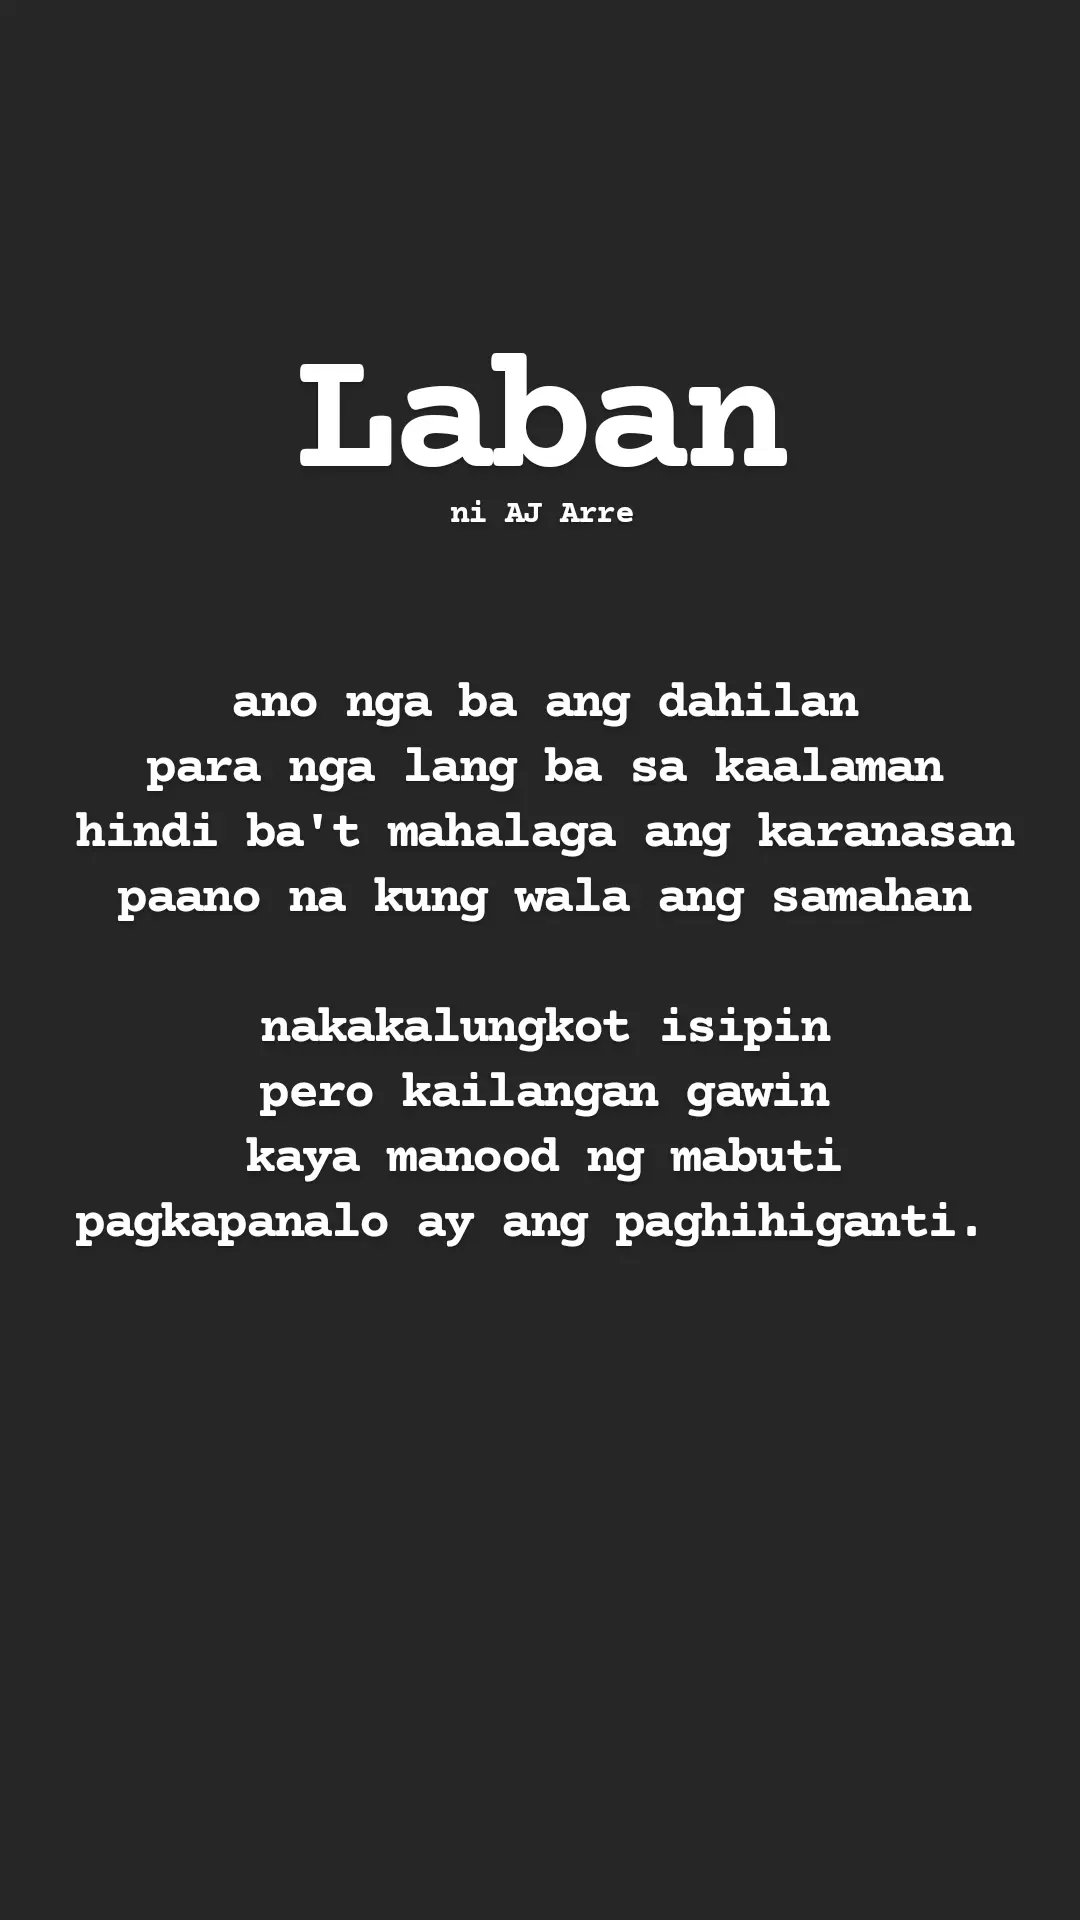 Laban
ni AJ Arre
ano nga ba ang dahilan
para nga lang ba sa kaalaman
hindi ba't mahalaga ang karanasan
paano na kung wala ang samahan
nakakalungkot isipin
pero kailangan gawin
kaya manood ng mabuti
pagkapanalo ay ang paghihiganti.